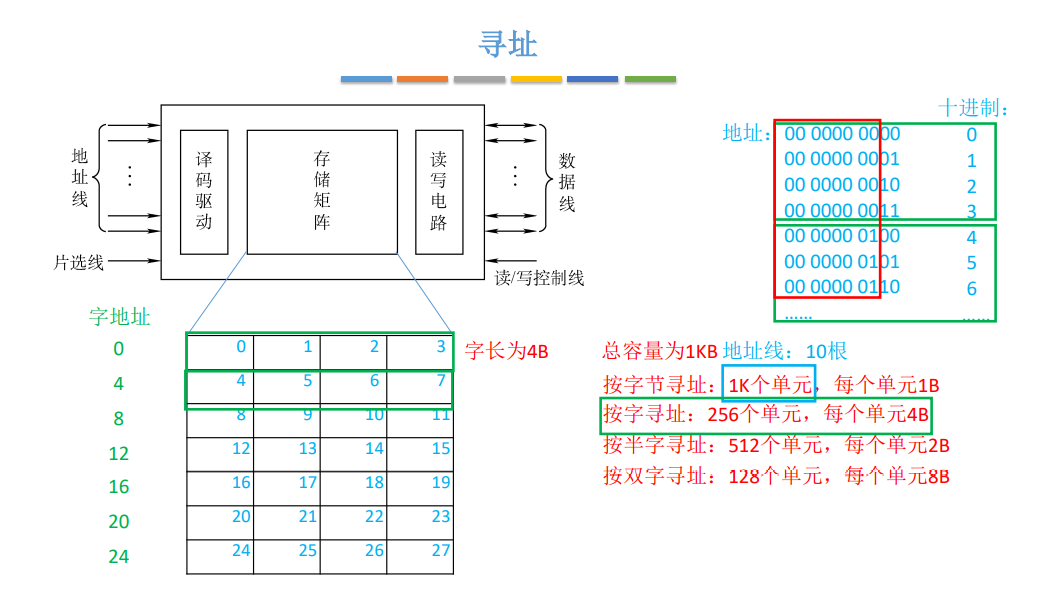 寻址
十进制：
地址：
00 0000 0000 0
00 0000 0001 1
00 0000 0010 2
00 0000 0011 3
00 0000 0100 4
00 0000 0101 5
00 0000 0110 6
...... ......
地址线
⋮
片选线
译码驱动
存储矩阵
读写电路
⋮
数据线
读/写控制线
字地址
0 0 1 2 3
4 4 5 6 7
8 8 9 10 11
12 12 13 14 15
16 16 17 18 19
20 20 21 22 23
24 24 25 26 27
字长为4B
总容量为1KB 地址线：10根
按字节寻址：1K个单元，每个单元1B
按字寻址：256个单元，每个单元4B
按半字寻址：512个单元，每个单元2B
按双字寻址：128个单元，每个单元8B